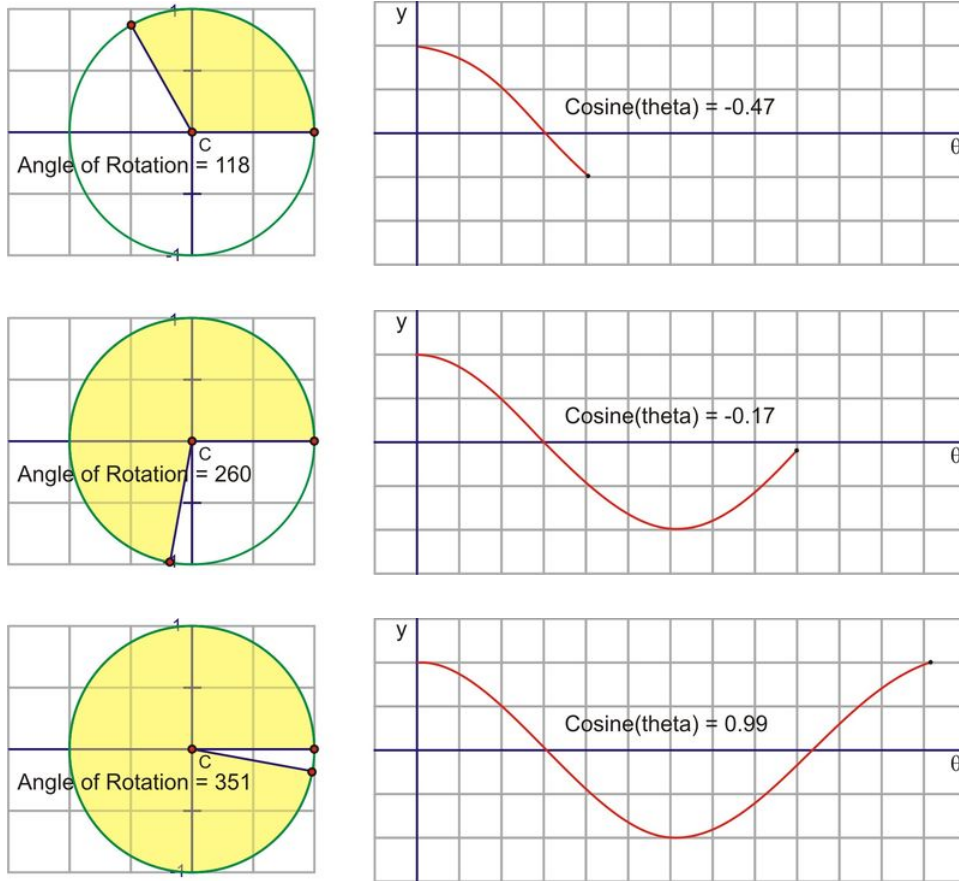 1
C
Angle of Rotation = 118
-1
y
Cosine(theta) = -0.47
θ
1
C
Angle of Rotation = 260
-1
y
Cosine(theta) = -0.17
θ
1
C
Angle of Rotation = 351
-1
y
Cosine(theta) = 0.99
θ